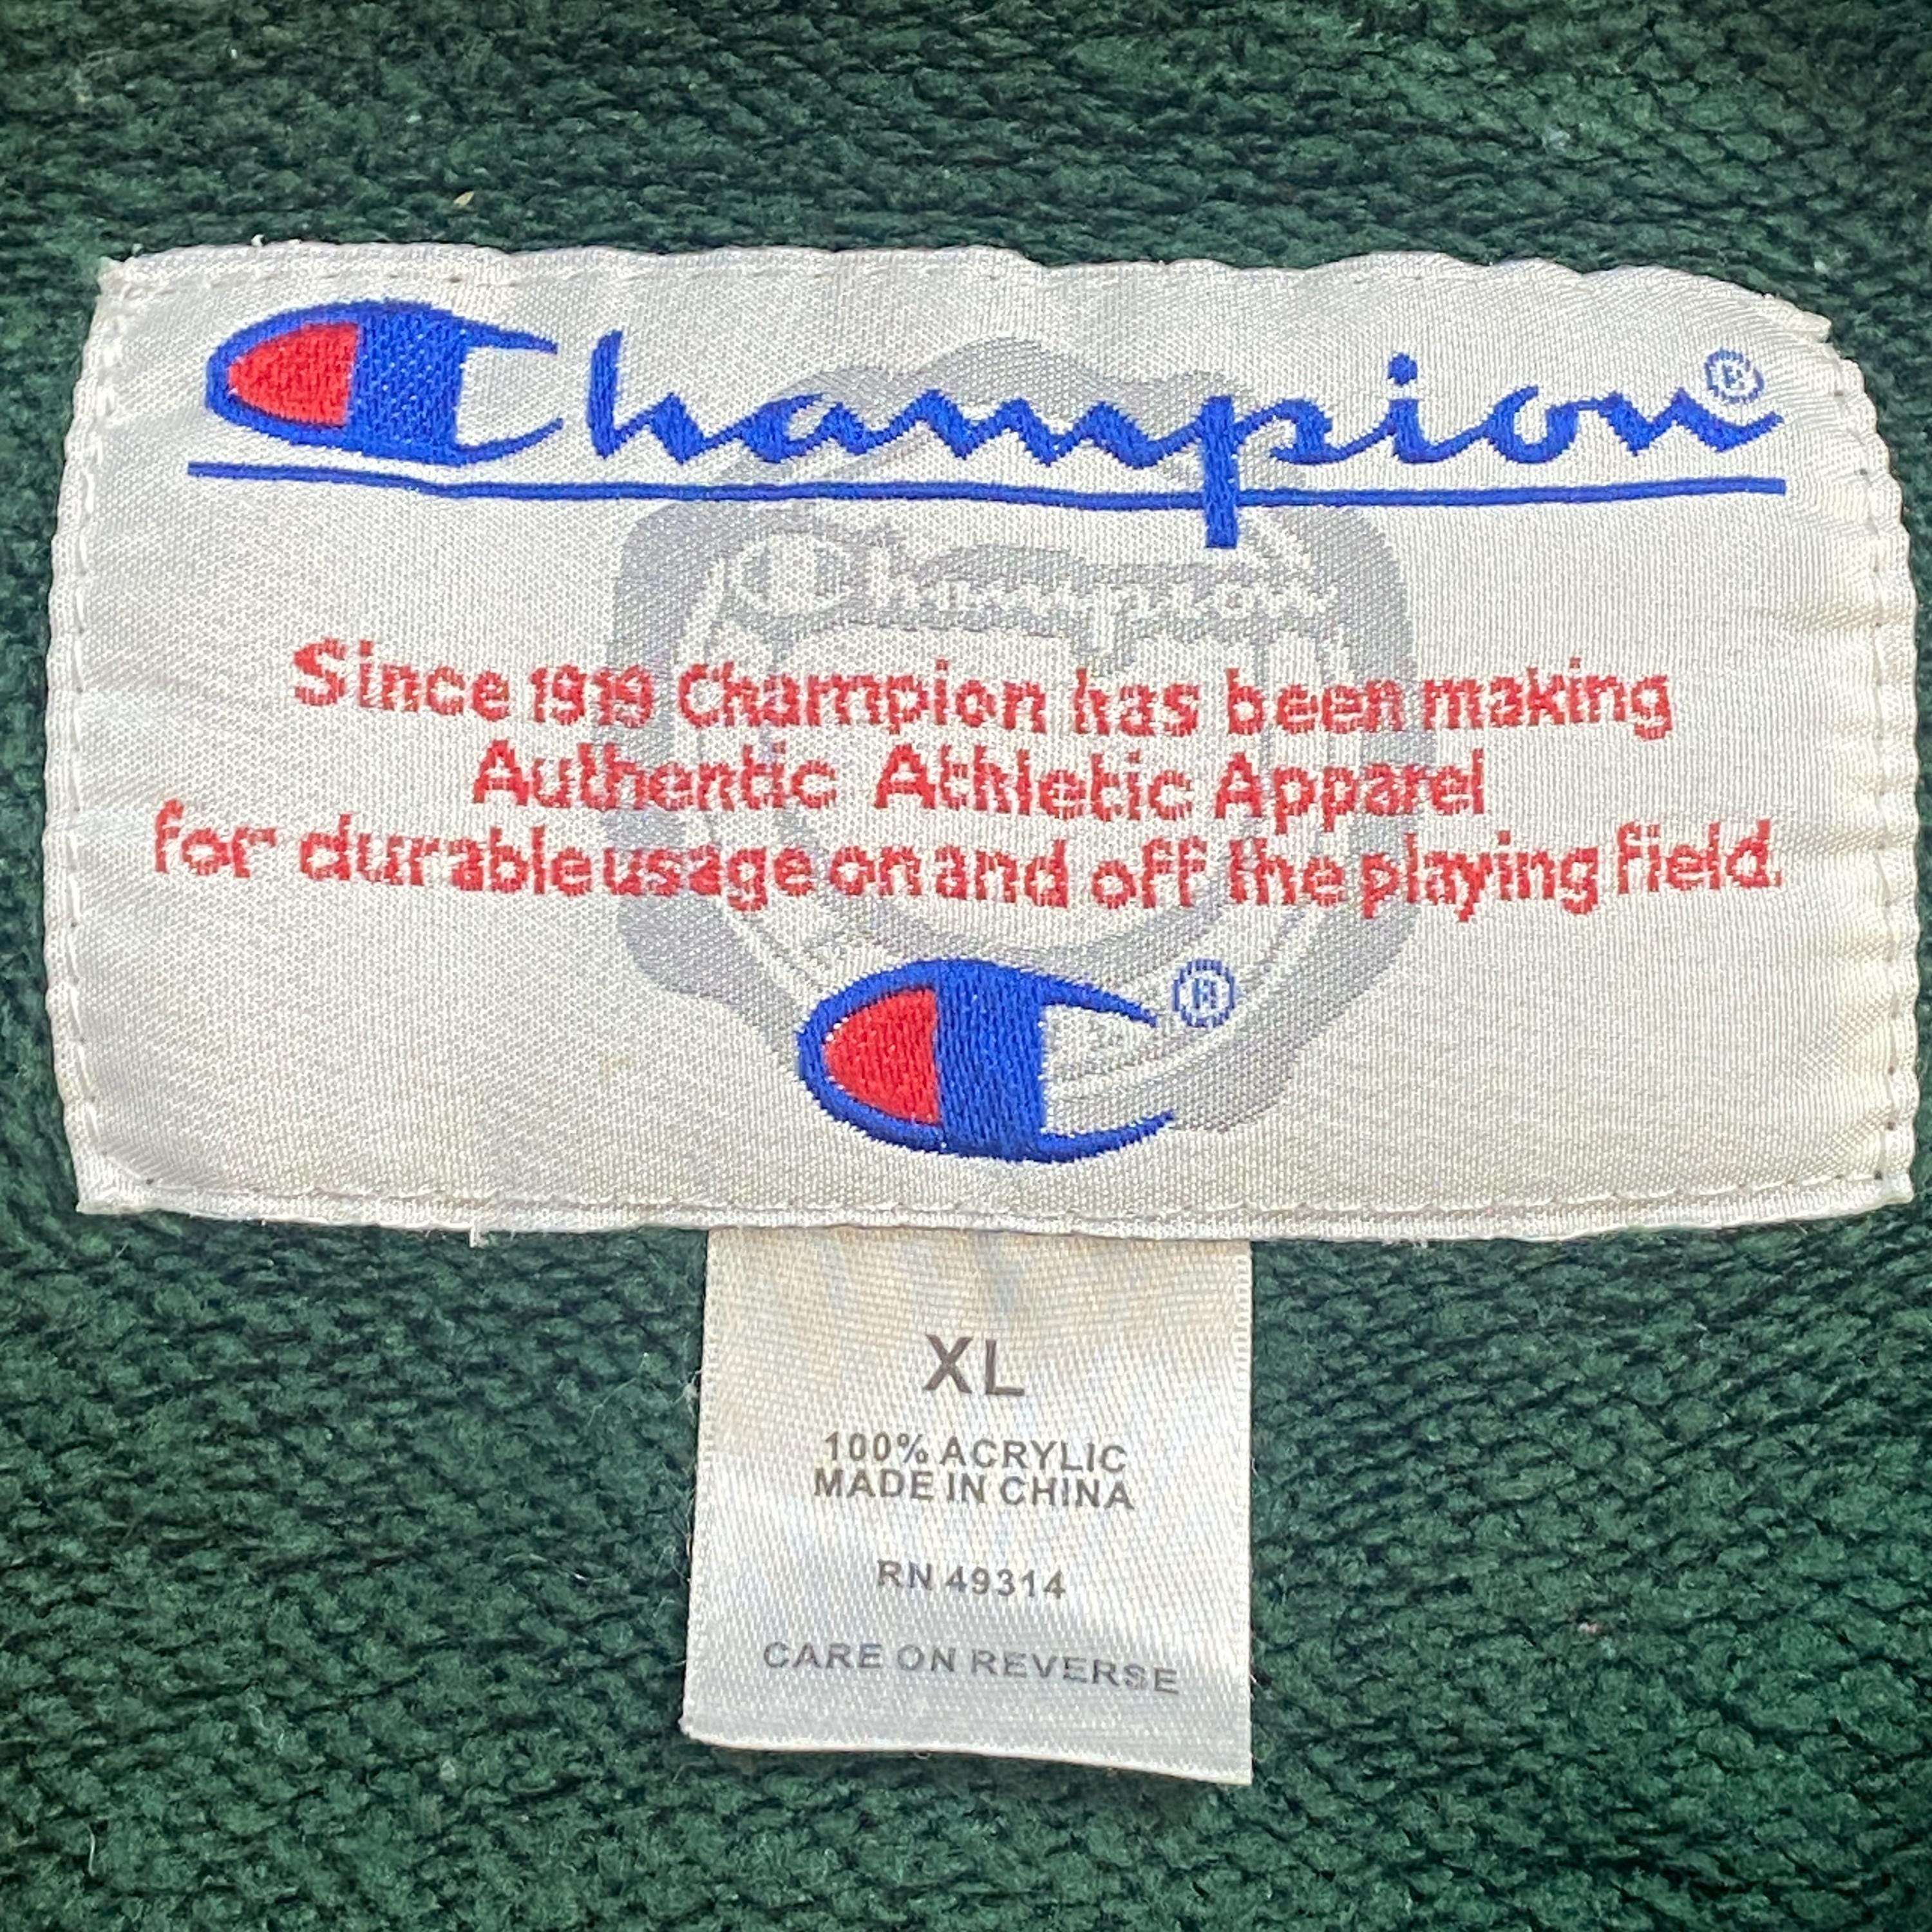 Champion®
Champion
Since 1919 Champion has been making
Authentic Athletic Apparel
for durable usage on and off the playing field.
®
XL
100% ACRYLIC
MADE IN CHINA
RN 49314
CARE ON REVERSE